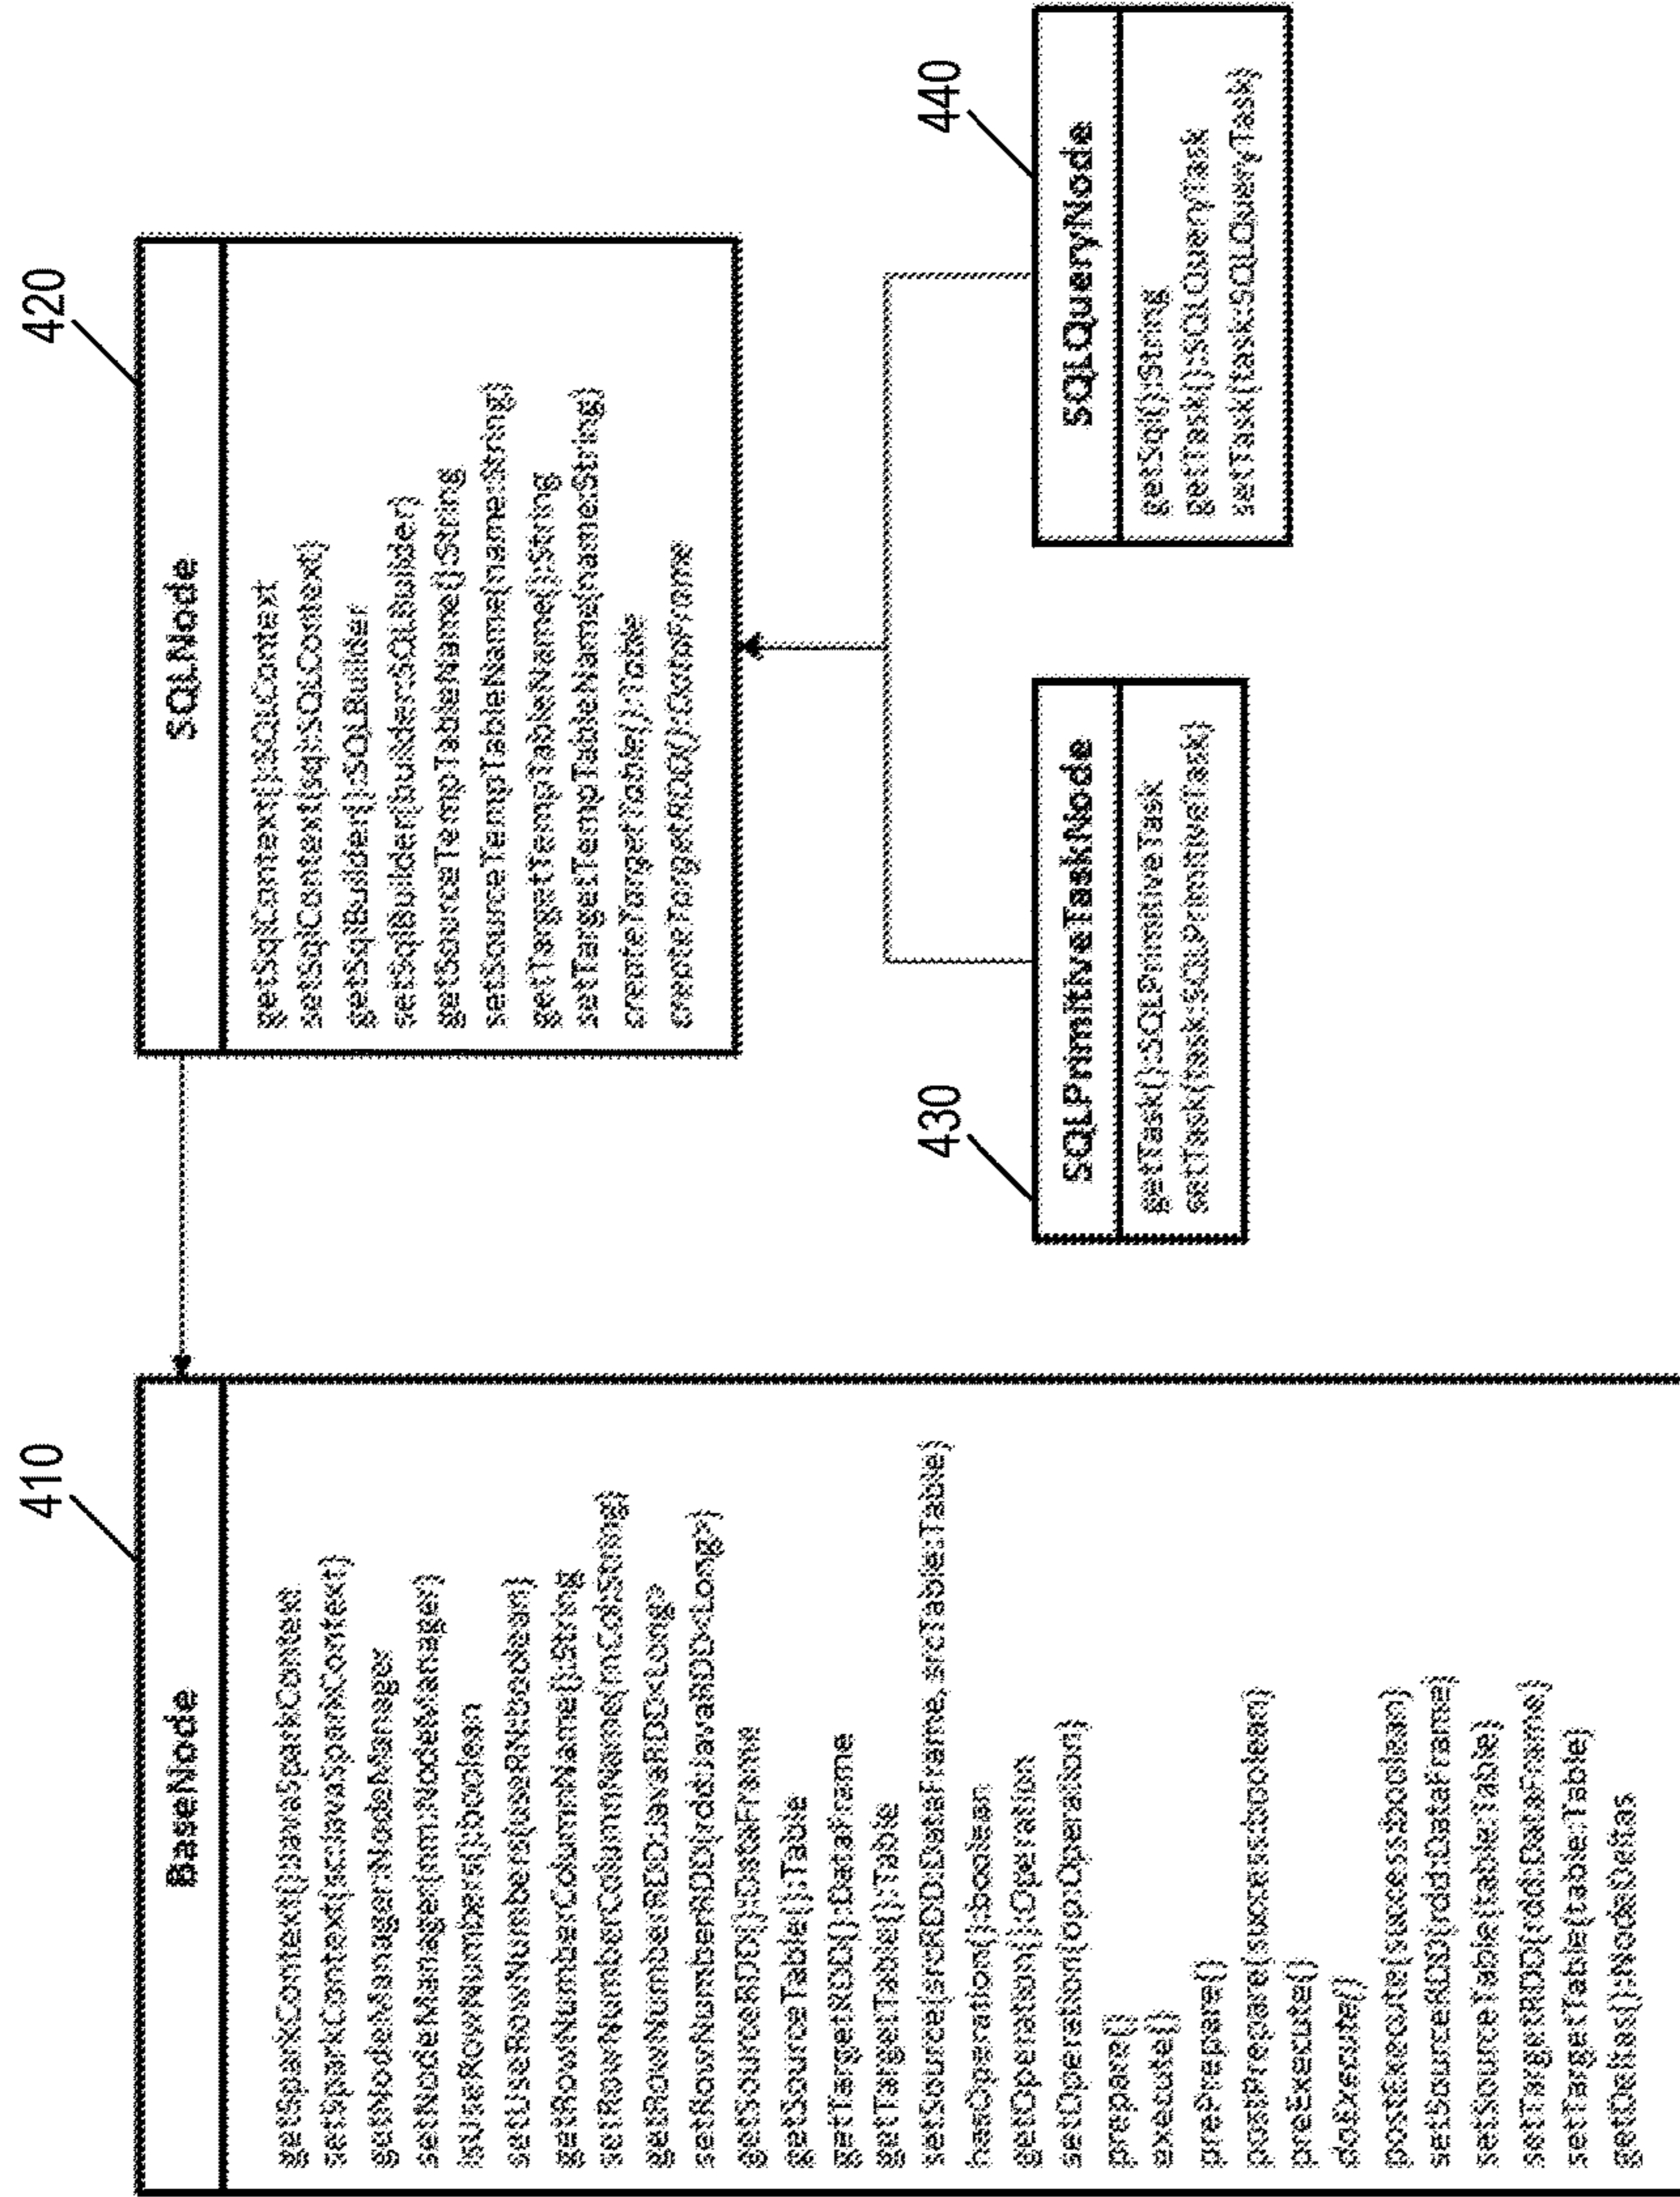 410
BaseNode
getSparkContext():JavaSparkContext
setSparkContext(sc:JavaSparkContext)
getNodeManager:NodeManager
setNodeManager(nm:NodeManager)
isUseRowNumbers():boolean
setUseRowNumbers(useRN:boolean)
getRowNumberColumnName():String
setRowNumberColumnName(rnCol:String)
getRowNumberRDD:JavaRDD<Long>
setRowNumberRDD(rdd:JavaRDD<Long>)
getSourceRDD():DataFrame
getSourceTable():Table
getTargetRDD():DataFrame
getTargetTable():Table
setSource(srcRDD:DataFrame, srcTable:Table)
hasOperation():boolean
getOperation():Operation
setOperation(op:Operation)
prepare()
execute()
prePrepare()
postPrepare(success:boolean)
preExecute()
doExecute()
postExecute(success:boolean)
setSourceRDD(rdd:DataFrame)
setSourceTable(table:Table)
setTargetRDD(rdd:DataFrame)
setTargetTable(table:Table)
getDeltas():NodeDeltas
420
SQLNode
getSqlContext():SQLContext
setSqlContext(sql:SQLContext)
getSqlBuilder():SQLBuilder
setSqlBuilder(builder:SQLBuilder)
getSourceTempTableName():String
setSourceTempTableName(name:String)
getTargetTempTableName():String
setTargetTempTableName(name:String)
createTargetTable():Table
createTargetRDD():DataFrame
430
SQLPrimitiveTaskNode
getTask():SQLPrimitiveTask
setTask(task:SQLPrimitiveTask)
440
SQLQueryNode
getSql():String
getTask():SQLQueryTask
setTask(task:SQLQueryTask)